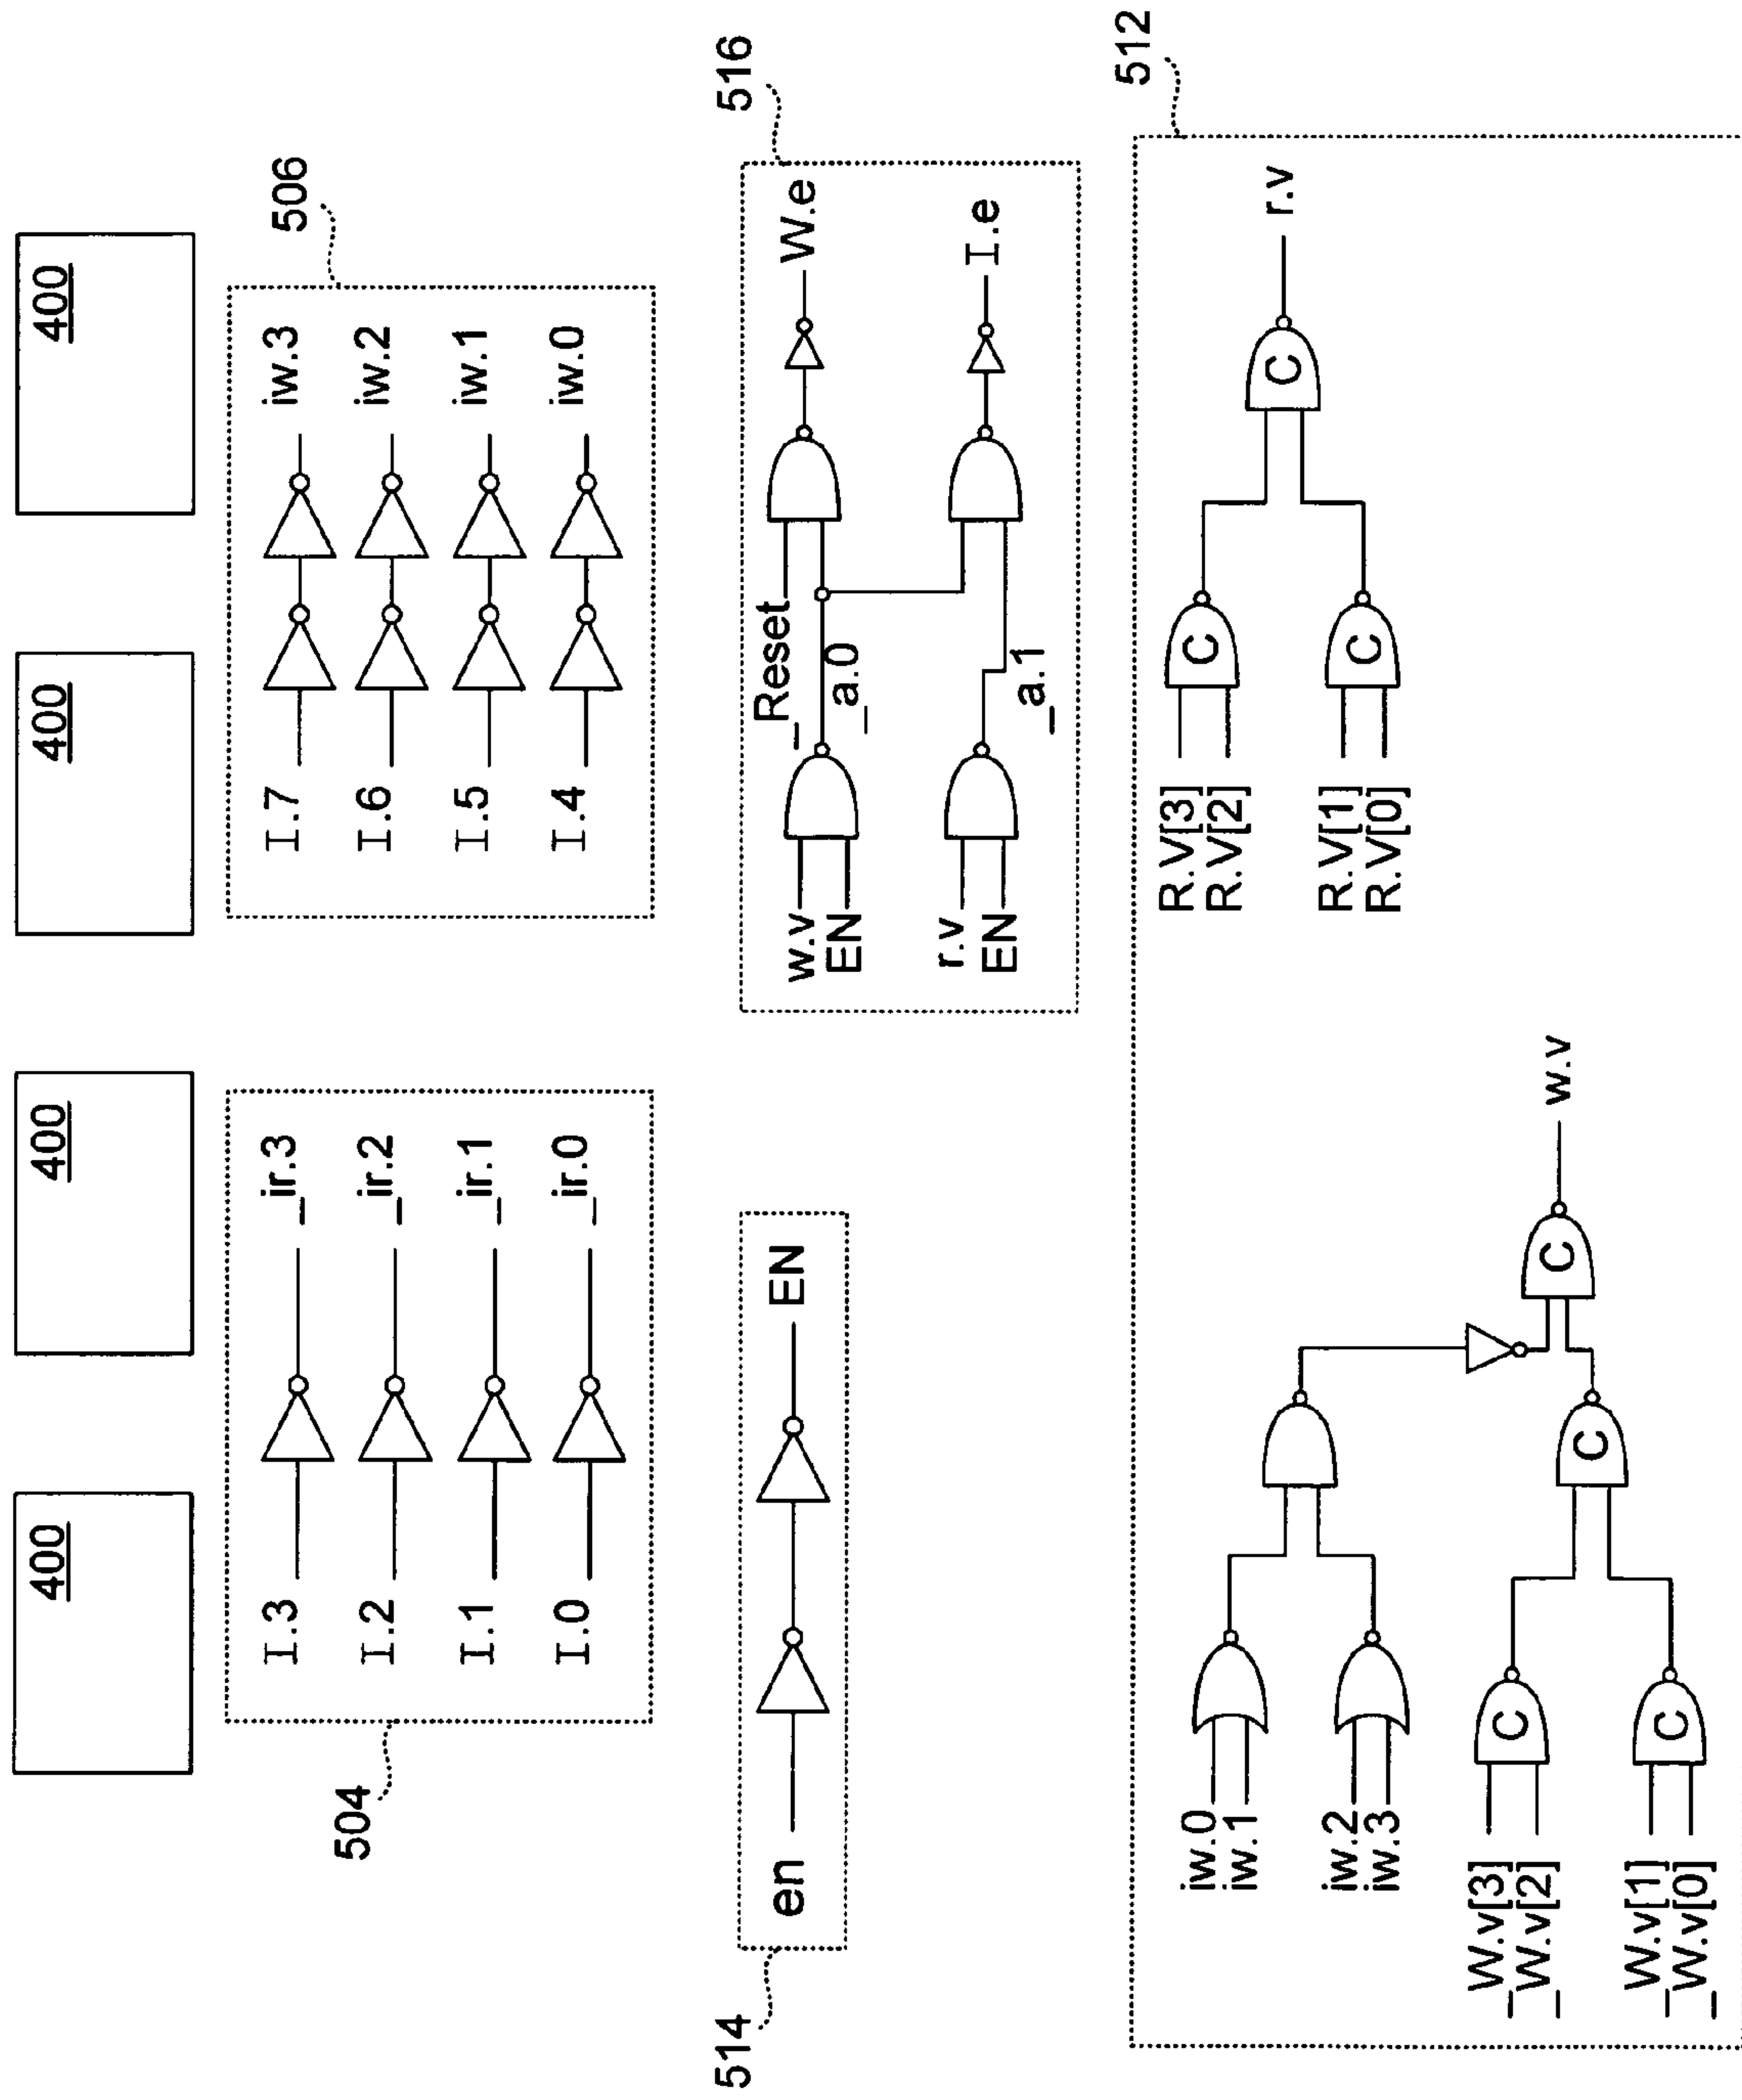 400
400
400
400
504
I.3
_ir.3
I.2
_ir.2
I.1
_ir.1
I.0
_ir.0
506
I.7
iw.3
I.6
iw.2
I.5
iw.1
I.4
iw.0
514
en
EN
516
w.v
EN
_a.0
_Reset
W.e
r.v
EN
_a.1
I.e
512
iw.0
iw.1
iw.2
iw.3
_W.v[3]
_W.v[2]
_W.v[1]
_W.v[0]
C
C
C
C
w.v
R.V[3]
R.V[2]
R.V[1]
R.V[0]
C
C
C
r.v